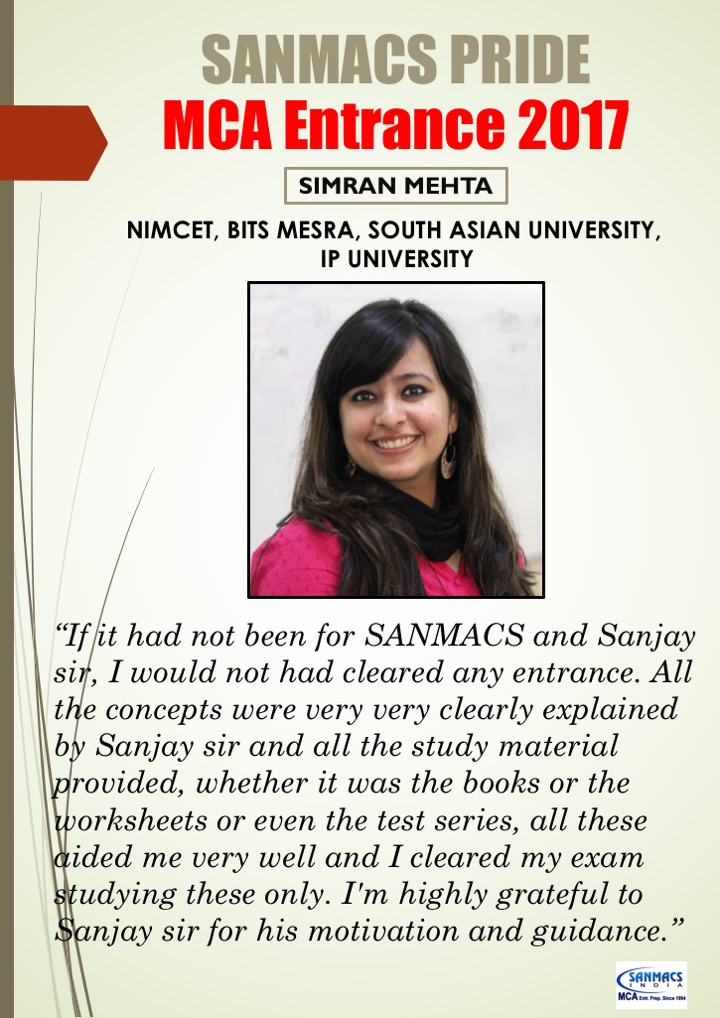 SANMACS PRIDE
MCA Entrance 2017
SIMRAN MEHTA
NIMCET, BITS MESRA, SOUTH ASIAN UNIVERSITY,
IP UNIVERSITY
“If it had not been for SANMACS and Sanjay
sir, I would not had cleared any entrance. All
the concepts were very very clearly explained
by Sanjay sir and all the study material
provided, whether it was the books or the
worksheets or even the test series, all these
aided me very well and I cleared my exam
studying these only. I'm highly grateful to
Sanjay sir for his motivation and guidance.”
SANMACS
INDIA
MCA Entr. Prep. Since 1994